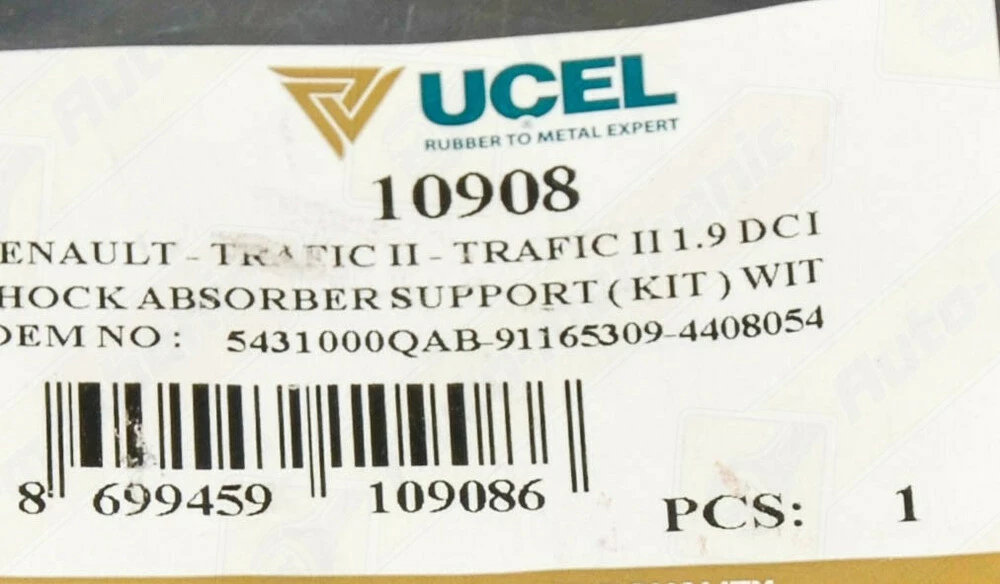 UCEL
RUBBER TO METAL EXPERT
10908
ENAULT - TRAFIC II - TRAFIC II 1.9 DCI
HOCK ABSORBER SUPPORT ( KIT ) WIT
OEM NO : 5431000QAB-91165309-4408054
8 699459 109086
PCS: 1